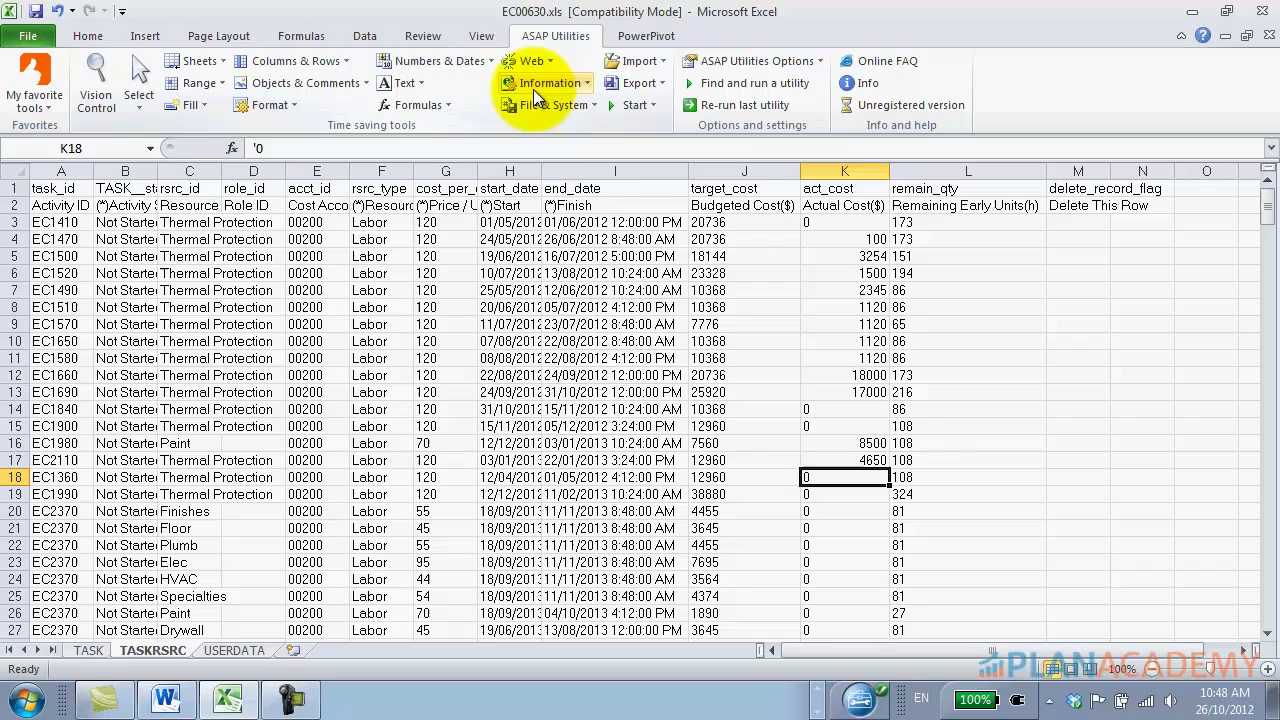 EC00630.xls [Compatibility Mode] - Microsoft Excel
File Home Insert Page Layout Formulas Data Review View ASAP Utilities PowerPivot
My favorite tools Favorites
Vision Control Select
Sheets Columns & Rows Numbers & Dates Web Import ASAP Utilities Options Online FAQ
Range Objects & Comments Text Information Export Find and run a utility Info
Fill Format Formulas File & System Start Re-run last utility Unregistered version
Time saving tools Options and settings Info and help
K18 fx '0
A B C D E F G H I J K L M N O
1 task_id TASK__sta rsrc_id role_id acct_id rsrc_type cost_per_ start_date end_date target_cost act_cost remain_qty delete_record_flag
2 Activity ID (*)Activity S Resource Role ID Cost Acco (*)Resourc (*)Price / U (*)Start (*)Finish Budgeted Cost($) Actual Cost($) Remaining Early Units(h) Delete This Row
3 EC1410 Not Starte Thermal Protection 00200 Labor 120 01/05/2012 01/06/2012 12:00:00 PM 20736 0 173
4 EC1470 Not Starte Thermal Protection 00200 Labor 120 24/05/2012 26/06/2012 8:48:00 AM 20736 100 173
5 EC1500 Not Starte Thermal Protection 00200 Labor 120 19/06/2012 16/07/2012 5:00:00 PM 18144 3254 151
6 EC1520 Not Starte Thermal Protection 00200 Labor 120 10/07/2012 13/08/2012 10:24:00 AM 23328 1500 194
7 EC1490 Not Starte Thermal Protection 00200 Labor 120 25/05/2012 12/06/2012 10:24:00 AM 10368 2345 86
8 EC1510 Not Starte Thermal Protection 00200 Labor 120 20/06/2012 05/07/2012 4:12:00 PM 10368 1120 86
9 EC1570 Not Starte Thermal Protection 00200 Labor 120 11/07/2012 23/07/2012 8:48:00 AM 7776 1120 65
10 EC1650 Not Starte Thermal Protection 00200 Labor 120 07/08/2012 22/08/2012 8:48:00 AM 10368 1120 86
11 EC1580 Not Starte Thermal Protection 00200 Labor 120 08/08/2012 22/08/2012 4:12:00 PM 10368 1120 86
12 EC1660 Not Starte Thermal Protection 00200 Labor 120 22/08/2012 24/09/2012 12:00:00 PM 20736 18000 173
13 EC1690 Not Starte Thermal Protection 00200 Labor 120 24/09/2012 31/10/2012 12:00:00 PM 25920 17000 216
14 EC1840 Not Starte Thermal Protection 00200 Labor 120 31/10/2012 15/11/2012 10:24:00 AM 10368 0 86
15 EC1900 Not Starte Thermal Protection 00200 Labor 120 15/11/2012 05/12/2012 3:24:00 PM 12960 0 108
16 EC1980 Not Starte Paint 00200 Labor 70 12/12/2012 03/01/2013 10:24:00 AM 7560 8500 108
17 EC2110 Not Starte Thermal Protection 00200 Labor 120 03/01/2013 22/01/2013 3:24:00 PM 12960 4650 108
18 EC1360 Not Starte Thermal Protection 00200 Labor 120 12/04/2012 01/05/2012 4:12:00 PM 12960 0 108
19 EC1990 Not Starte Thermal Protection 00200 Labor 120 12/12/2012 11/02/2013 10:24:00 AM 38880 0 324
20 EC2370 Not Starte Finishes 00200 Labor 55 18/09/2013 11/11/2013 8:48:00 AM 4455 0 81
21 EC2370 Not Starte Floor 00200 Labor 45 18/09/2013 11/11/2013 8:48:00 AM 3645 0 81
22 EC2370 Not Starte Plumb 00200 Labor 55 18/09/2013 11/11/2013 8:48:00 AM 4455 0 81
23 EC2370 Not Starte Elec 00200 Labor 95 18/09/2013 11/11/2013 8:48:00 AM 7695 0 81
24 EC2370 Not Starte HVAC 00200 Labor 44 18/09/2013 11/11/2013 8:48:00 AM 3564 0 81
25 EC2370 Not Starte Specialties 00200 Labor 54 18/09/2013 11/11/2013 8:48:00 AM 4374 0 81
26 EC2370 Not Starte Paint 00200 Labor 70 18/09/2013 04/10/2013 4:12:00 PM 1890 0 27
27 EC2370 Not Starte Drywall 00200 Labor 45 19/06/2013 13/08/2013 12:00:00 PM 3645 0 81
TASK TASKRSRC USERDATA
Ready 100%
PLANACADEMY
EN 100% 10:48 AM
26/10/2012